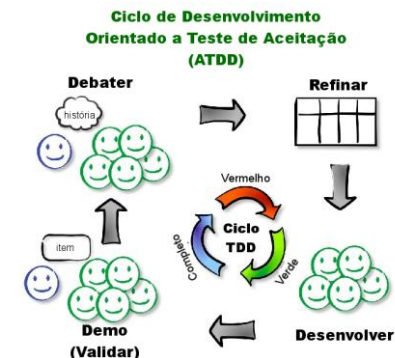 Ciclo de Desenvolvimento
Orientado a Teste de Aceitação
(ATDD)
Debater
história
Refinar
Vermelho
Ciclo
TDD
Completo
Verde
item
Demo
(Validar)
Desenvolver